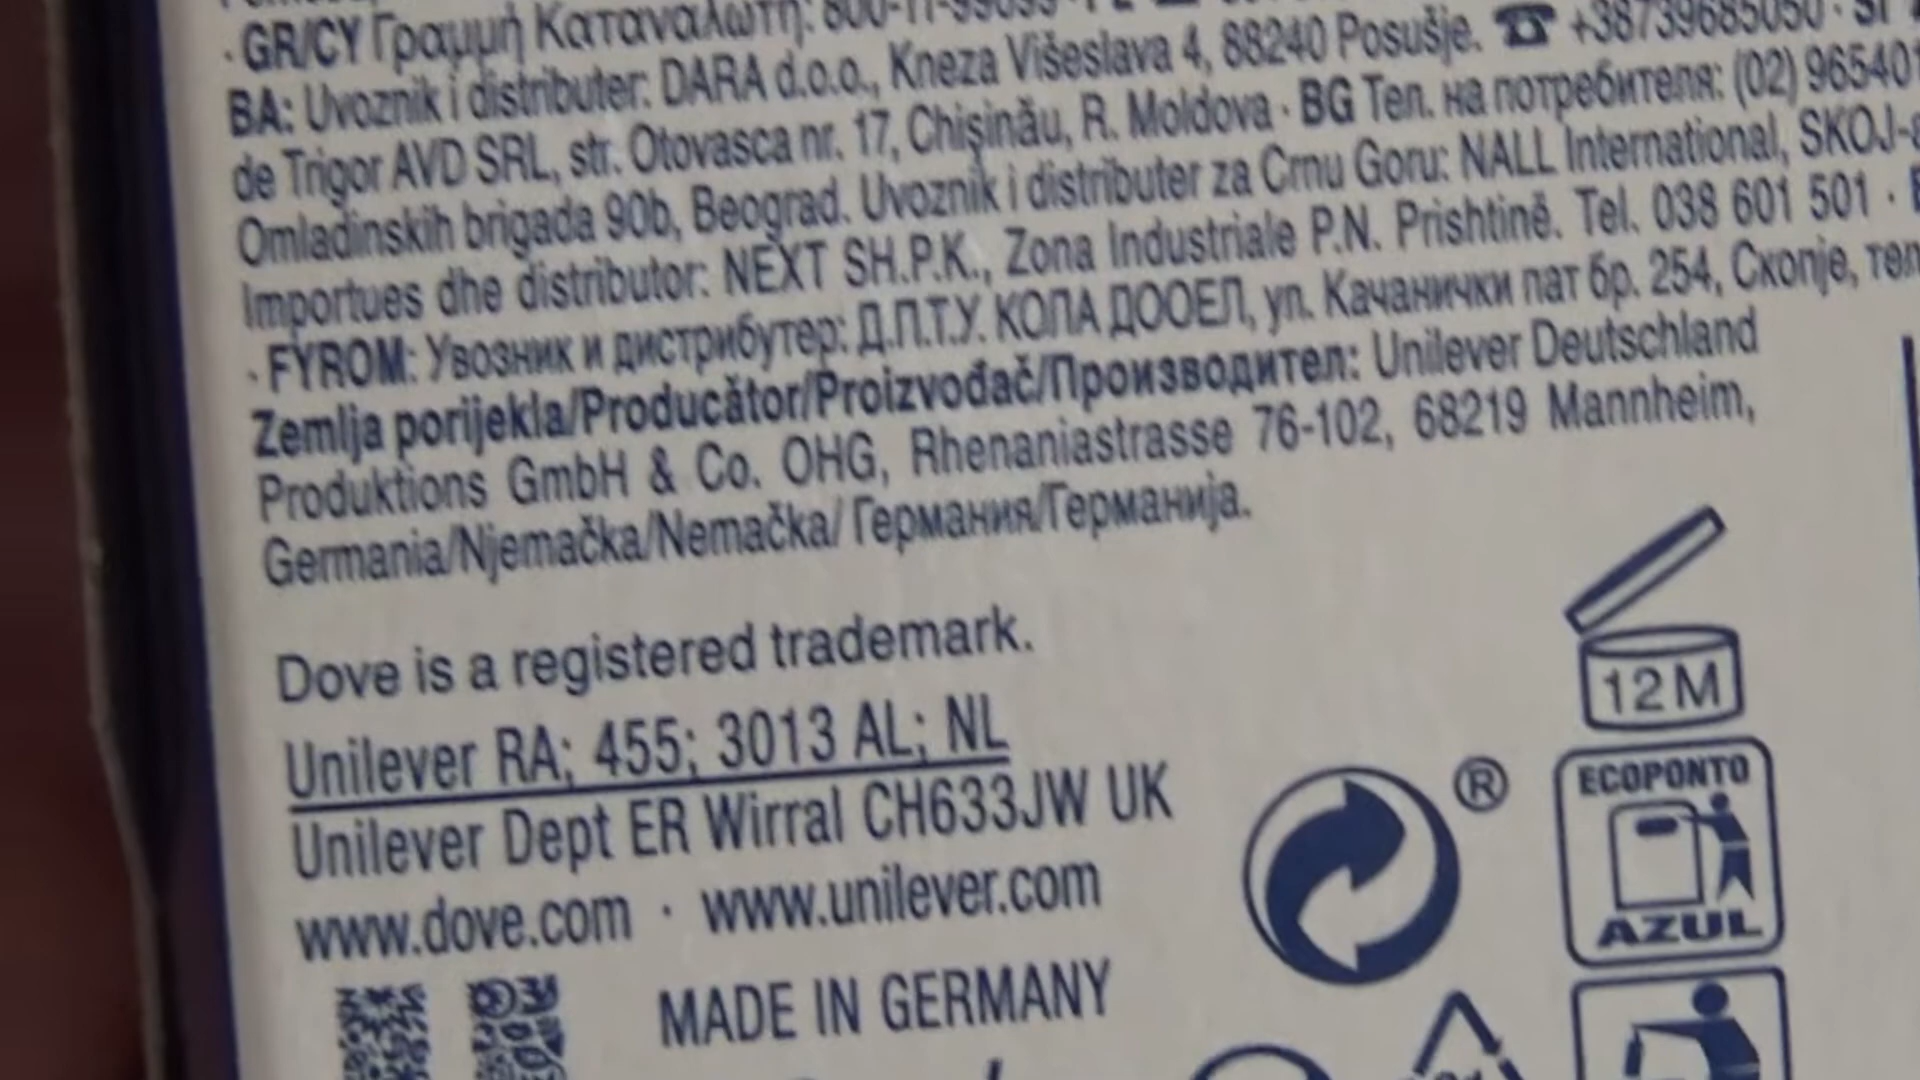 · GR/CY Γραμμή Καταναλωτή: 800-11-99099
BA: Uvoznik i distributer: DARA d.o.o., Kneza Višeslava 4, 88240 Posušje. ☎ +38739685050 ·
de Trigor AVD SRL, str. Otovasca nr. 17, Chişinău, R. Moldova · BG Тел. на потребителя: (02) 965401
Omladinskih brigada 90b, Beograd. Uvoznik i distributer za Crnu Goru: NALL International, SKOJ-a
Importues dhe distributor: NEXT SH.P.K., Zona Industriale P.N. Prishtinë. Tel. 038 601 501 ·
· FYROM: Увозник и дистрибутер: Д.П.Т.У. КОЛА ДООЕЛ, ул. Качанички пат бр. 254, Скопје, тел
Zemlja porijekla/Producător/Proizvođač/Производител: Unilever Deutschland
Produktions GmbH & Co. OHG, Rhenaniastrasse 76-102, 68219 Mannheim,
Germania/Njemačka/Nemačka/ Германия/Германија.
Dove is a registered trademark.
Unilever RA; 455; 3013 AL; NL
Unilever Dept ER Wirral CH633JW UK
www.dove.com · www.unilever.com
MADE IN GERMANY
12 M
®
ECOPONTO
AZUL